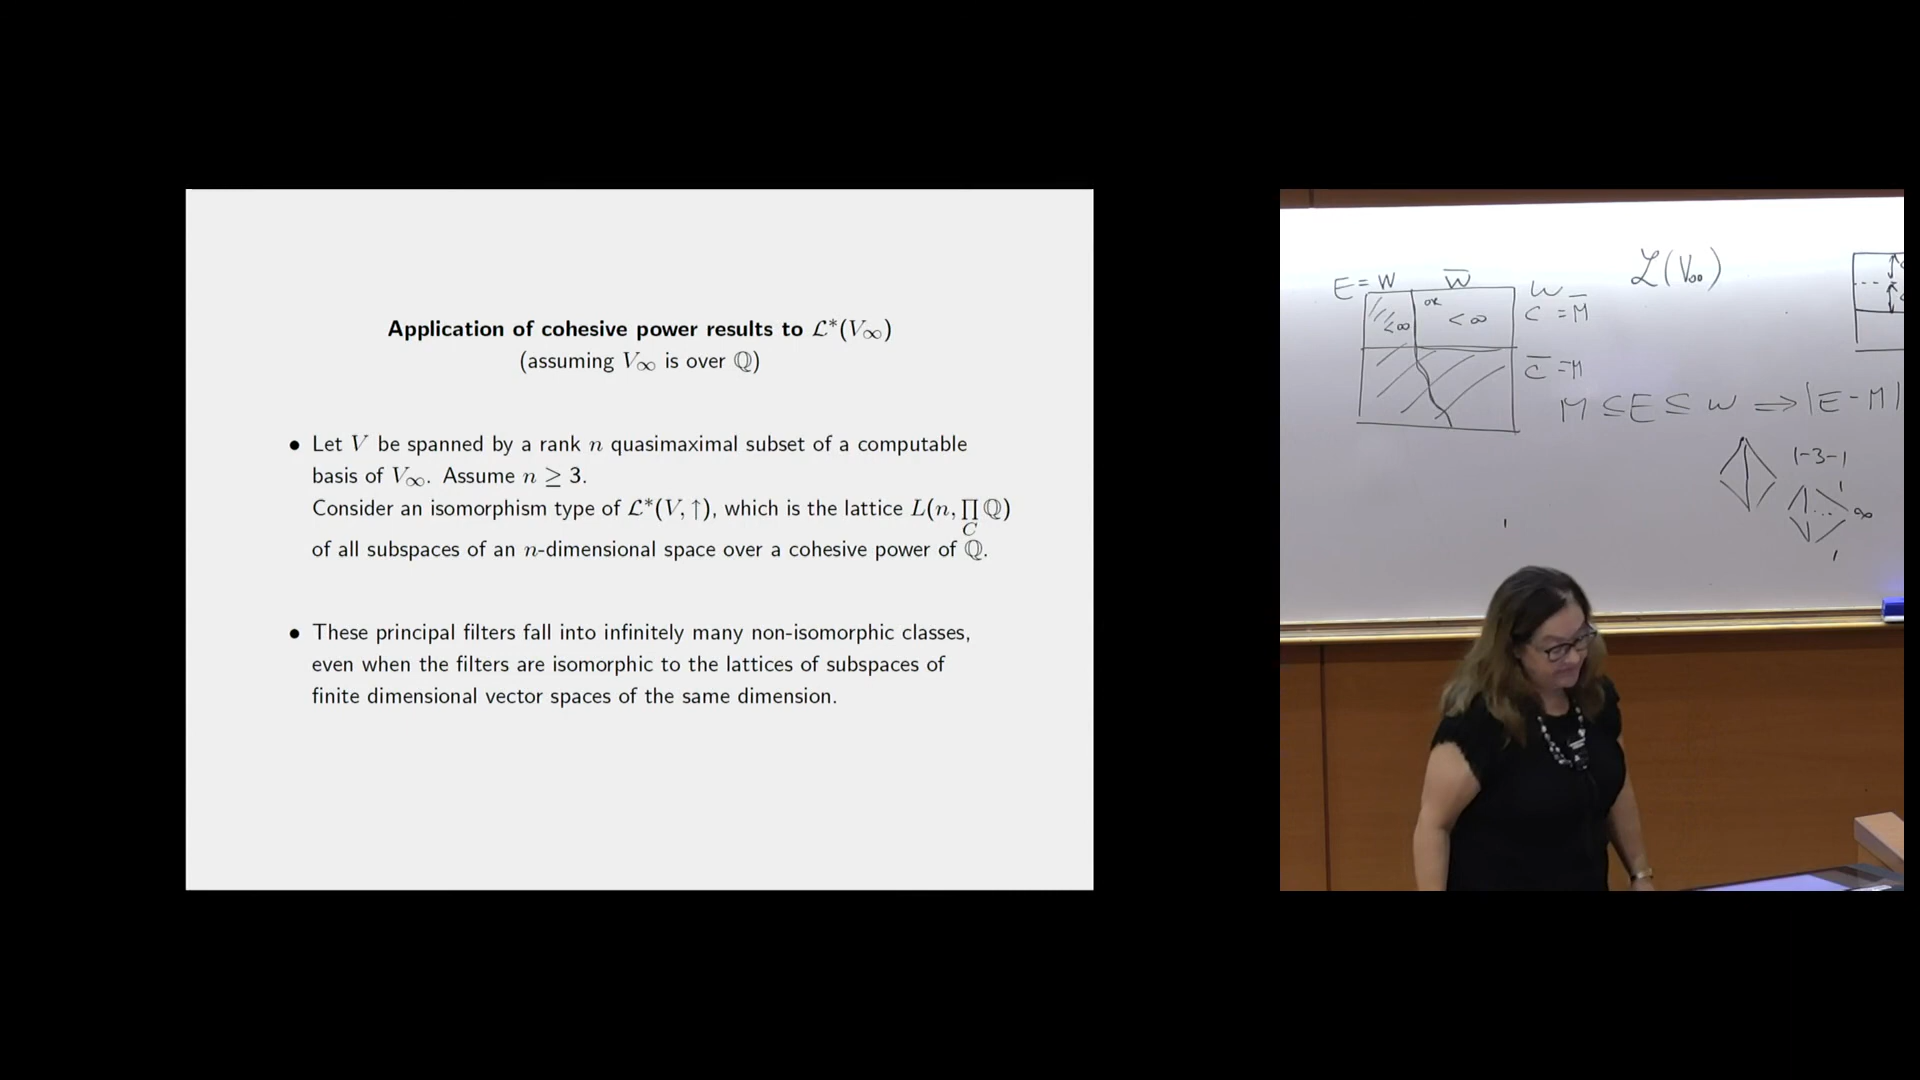 Application of cohesive power results to 𝓛*(V∞)
(assuming V∞ is over ℚ)
• Let V be spanned by a rank n quasimaximal subset of a computable
basis of V∞. Assume n ≥ 3.
Consider an isomorphism type of 𝓛*(V, ↑), which is the lattice L(n, ∏ ℚ)
C
of all subspaces of an n-dimensional space over a cohesive power of ℚ.
• These principal filters fall into infinitely many non-isomorphic classes,
even when the filters are isomorphic to the lattices of subspaces of
finite dimensional vector spaces of the same dimension.
𝓛(V∞)
E = W W̅ ω
<∞ or <∞ C = M̅
C̅ = M
M ⊆ E ⊆ ω ⟹ |E - M|
1-3-1
1
... ∞
1